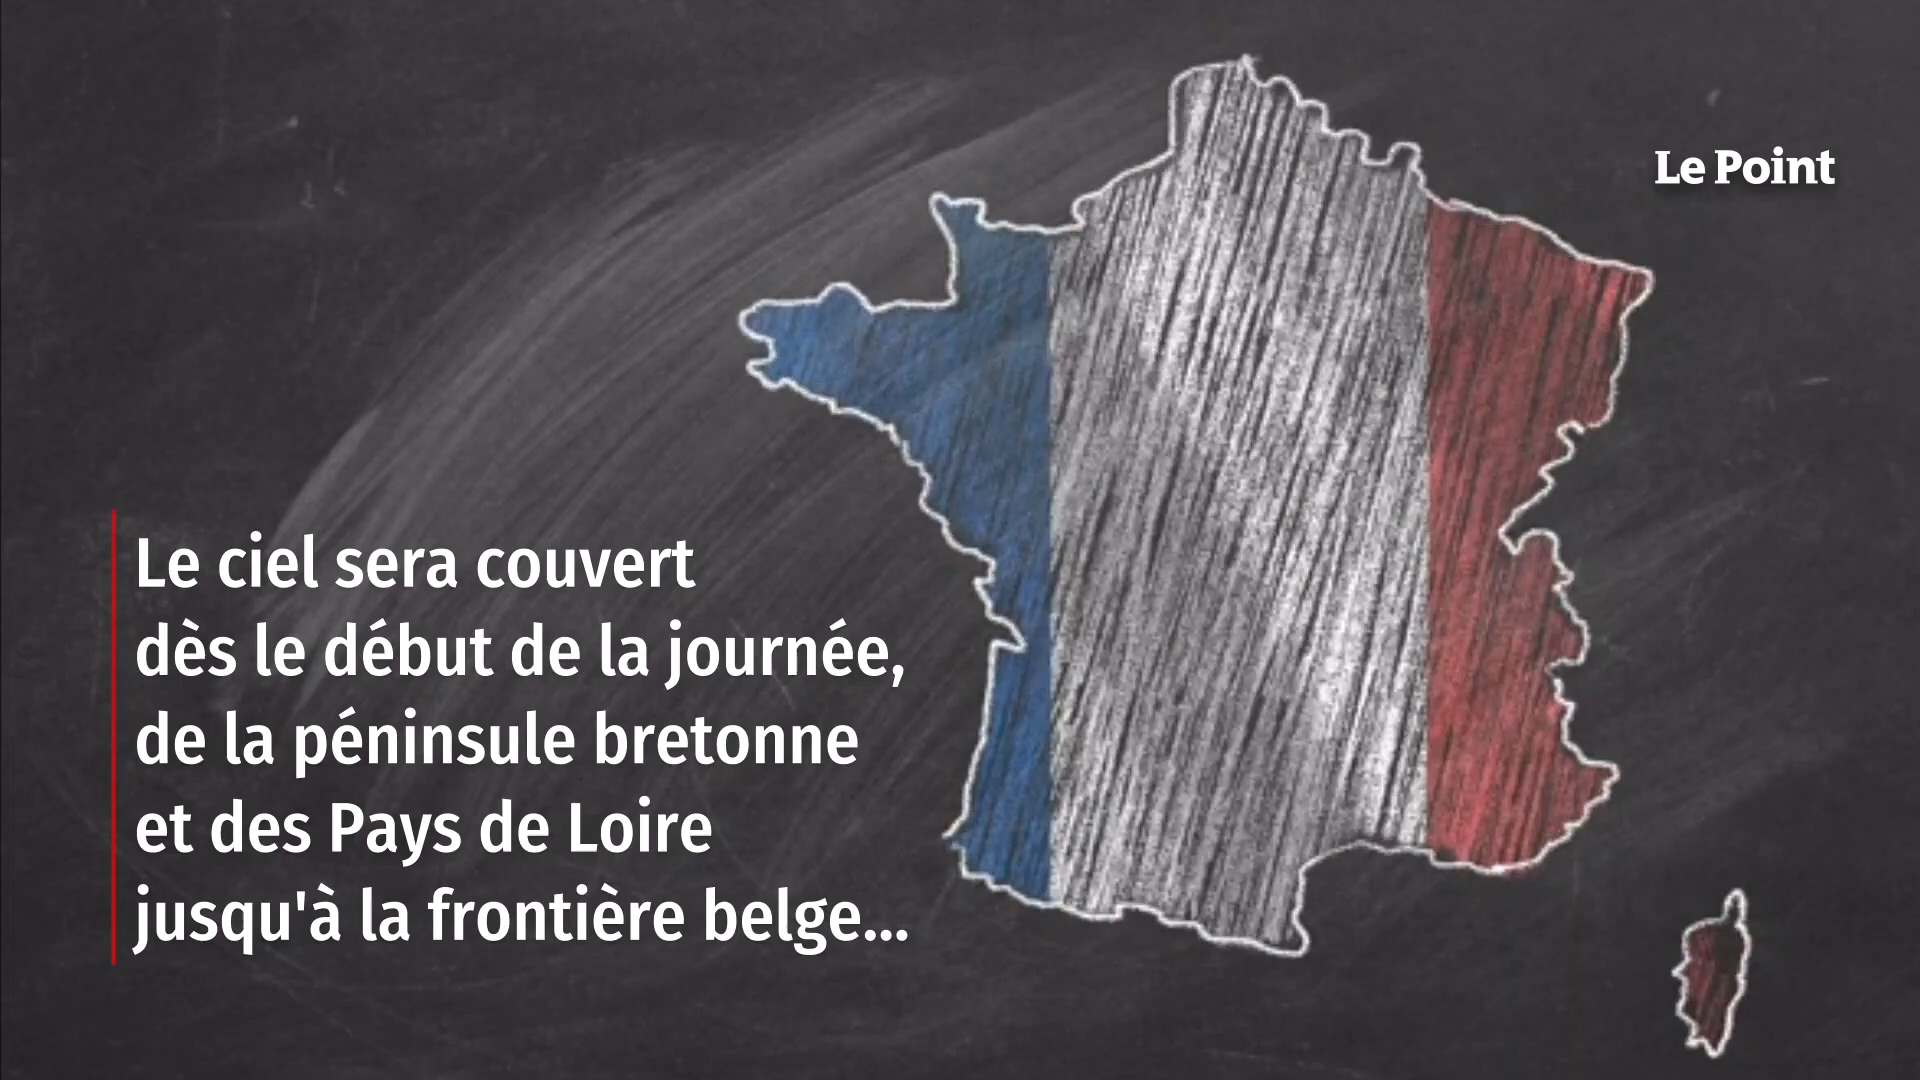 Le Point
Le ciel sera couvert
dès le début de la journée,
de la péninsule bretonne
et des Pays de Loire
jusqu'à la frontière belge...